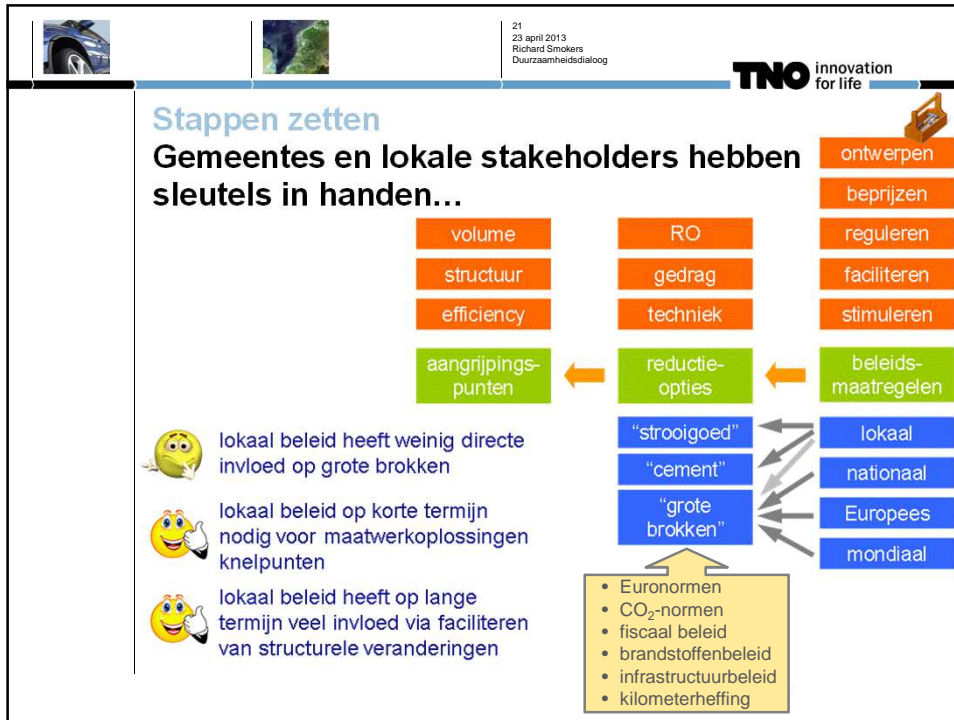 21
23 april 2013
Richard Smokers
Duurzaamheidsdialoog
TNO innovation
for life
Stappen zetten
Gemeentes en lokale stakeholders hebben
sleutels in handen…
ontwerpen
beprijzen
volume
RO
reguleren
structuur
gedrag
faciliteren
efficiency
techniek
stimuleren
aangrijpings-
punten
reductie-
opties
beleids-
maatregelen
lokaal beleid heeft weinig directe
invloed op grote brokken
lokaal beleid op korte termijn
nodig voor maatwerkoplossingen
knelpunten
lokaal beleid heeft op lange
termijn veel invloed via faciliteren
van structurele veranderingen
“strooigoed”
“cement”
“grote
brokken”
lokaal
nationaal
Europees
mondiaal
• Euronormen
• CO₂-normen
• fiscaal beleid
• brandstoffenbeleid
• infrastructuurbeleid
• kilometerheffing